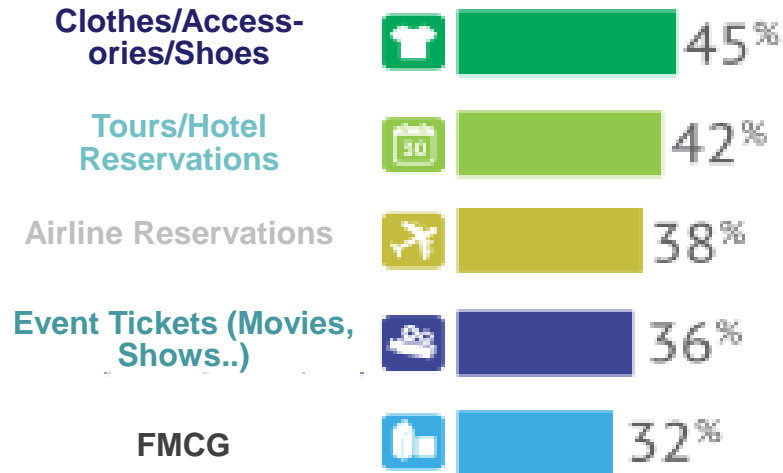 Clothes/Access-
ories/Shoes
45%
Tours/Hotel
Reservations
30
42%
Airline Reservations
38%
Event Tickets (Movies,
Shows..)
36%
FMCG
32%